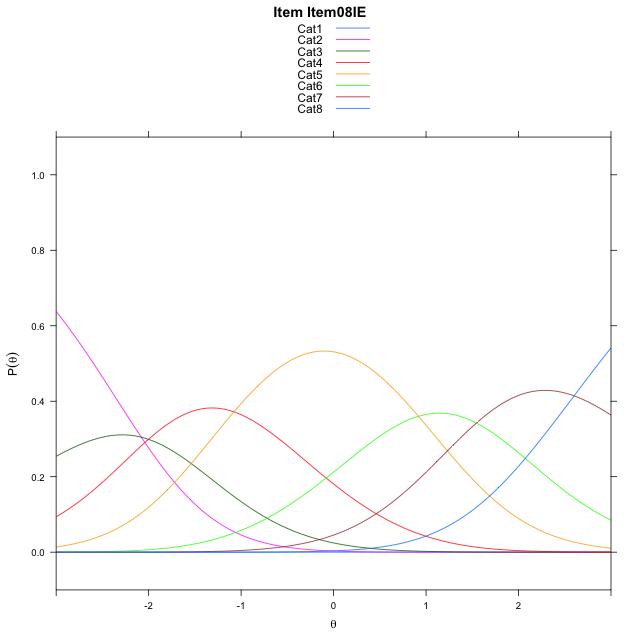 Item Item08IE
Cat1
Cat2
Cat3
Cat4
Cat5
Cat6
Cat7
Cat8
1.0
0.8
0.6
0.4
0.2
0.0
P(θ)
-2 -1 0 1 2
θ